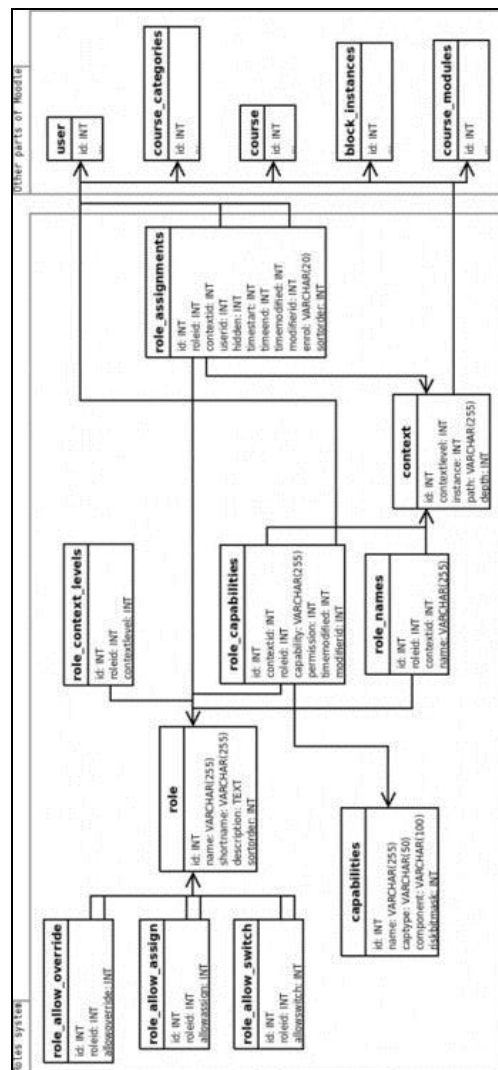 Other parts of Moodle
user
id: INT
...
course_categories
id: INT
...
course
id: INT
...
block_instances
id: INT
...
course_modules
id: INT
...
role_assignments
id: INT
roleid: INT
contextid: INT
userid: INT
hidden: INT
timestart: INT
timeend: INT
timemodified: INT
modifierid: INT
enrol: VARCHAR(20)
sortorder: INT
context
id: INT
contextlevel: INT
instance: INT
path: VARCHAR(255)
depth: INT
role_context_levels
id: INT
roleid: INT
contextlevel: INT
role_capabilities
id: INT
contextid: INT
roleid: INT
capability: VARCHAR(255)
permission: INT
timemodified: INT
modifierid: INT
role_names
id: INT
roleid: INT
contextid: INT
name: VARCHAR(255)
role
id: INT
name: VARCHAR(255)
shortname: VARCHAR(255)
description: TEXT
sortorder: INT
capabilities
id: INT
name: VARCHAR(255)
captype: VARCHAR(50)
component: VARCHAR(100)
riskbitmask: INT
role_allow_override
id: INT
roleid: INT
allowoverride: INT
role_allow_assign
id: INT
roleid: INT
allowassign: INT
role_allow_switch
id: INT
roleid: INT
allowswitch: INT
oles system